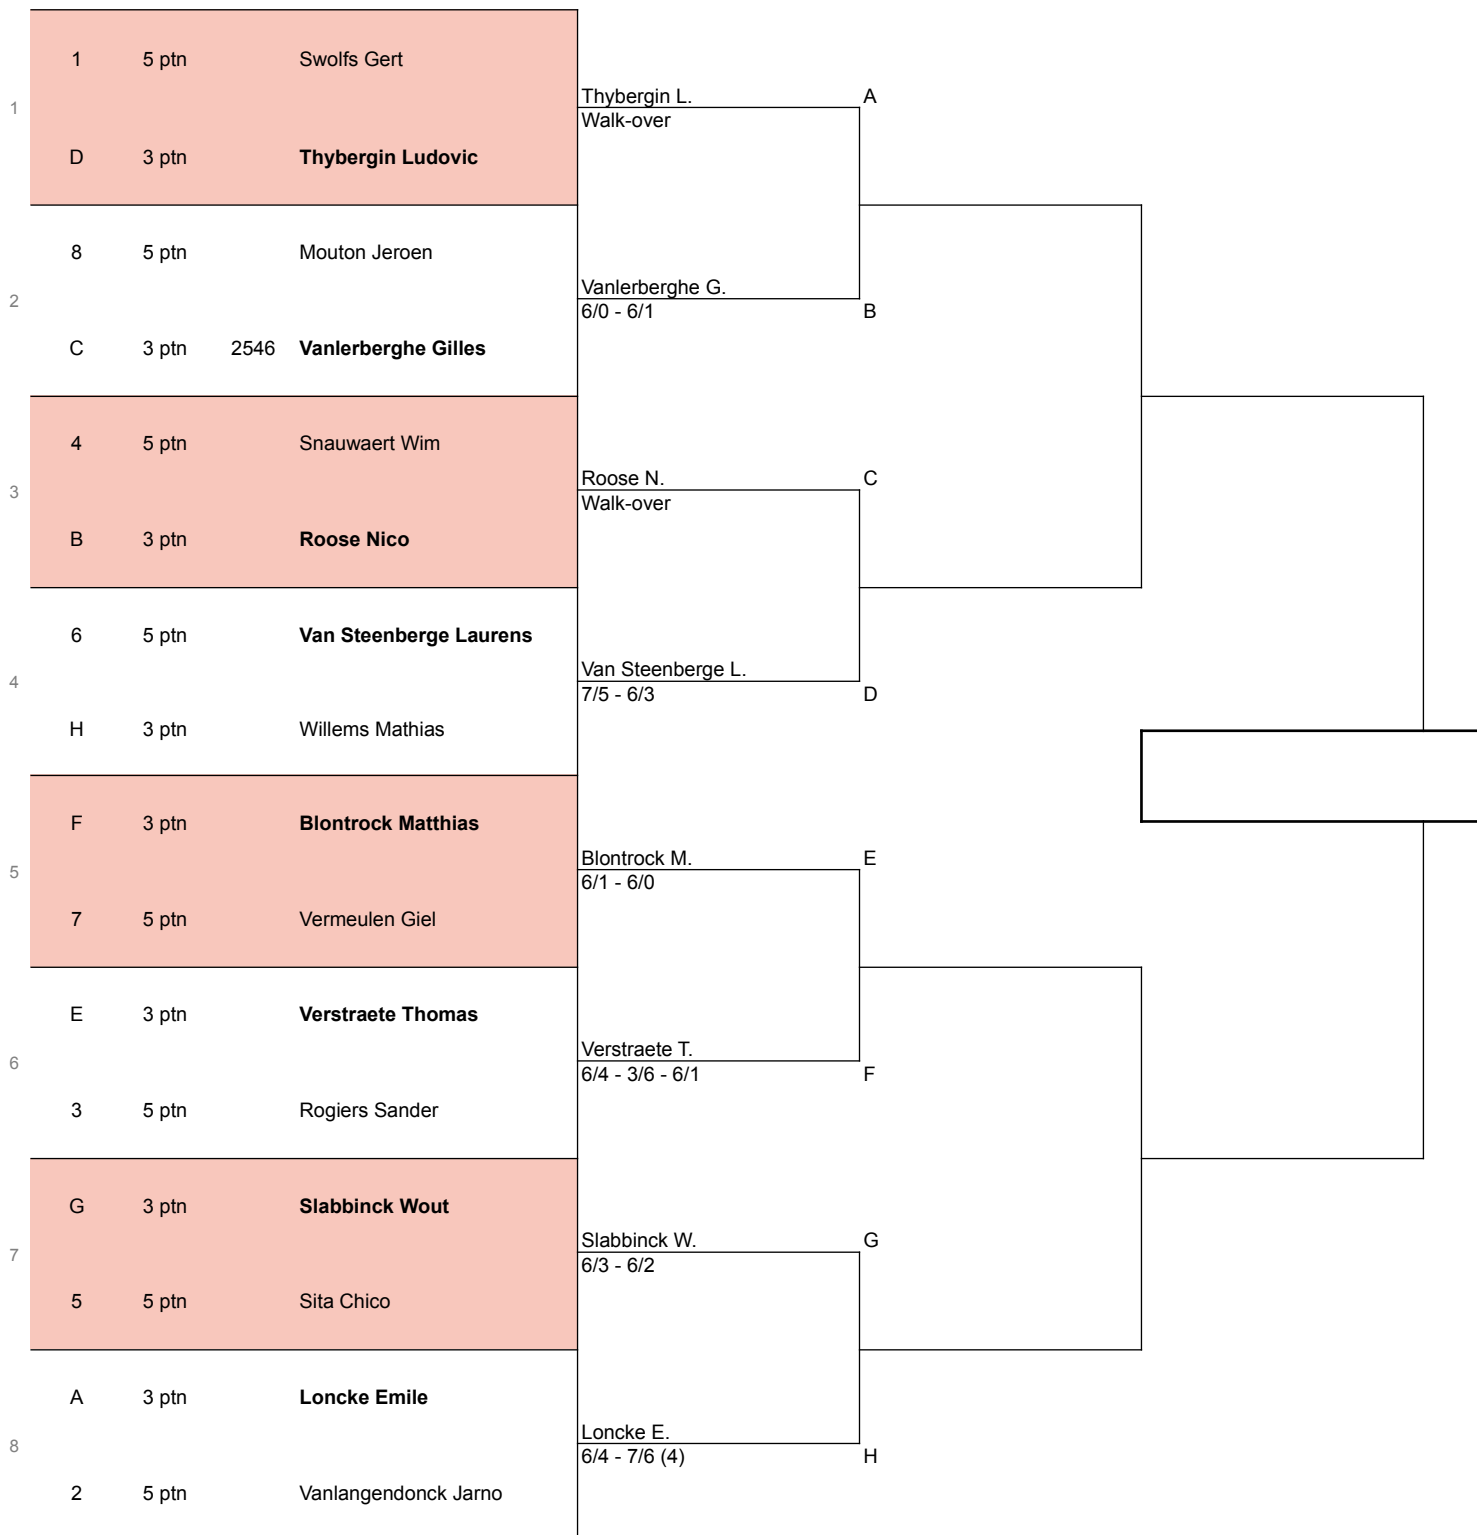 1 5 ptn Swolfs Gert
Thybergin L. A
1
Walk-over
D 3 ptn Thybergin Ludovic
8 5 ptn Mouton Jeroen
Vanlerberghe G.
2
6/0 - 6/1 B
C 3 ptn 2546 Vanlerberghe Gilles
4 5 ptn Snauwaert Wim
Roose N. C
3
Walk-over
B 3 ptn Roose Nico
6 5 ptn Van Steenberge Laurens
Van Steenberge L.
4
7/5 - 6/3 D
H 3 ptn Willems Mathias
F 3 ptn Blontrock Matthias
Blontrock M. E
5
6/1 - 6/0
7 5 ptn Vermeulen Giel
E 3 ptn Verstraete Thomas
Verstraete T.
6
6/4 - 3/6 - 6/1 F
3 5 ptn Rogiers Sander
G 3 ptn Slabbinck Wout
Slabbinck W. G
7
6/3 - 6/2
5 5 ptn Sita Chico
A 3 ptn Loncke Emile
Loncke E.
8
6/4 - 7/6 (4) H
2 5 ptn Vanlangendonck Jarno